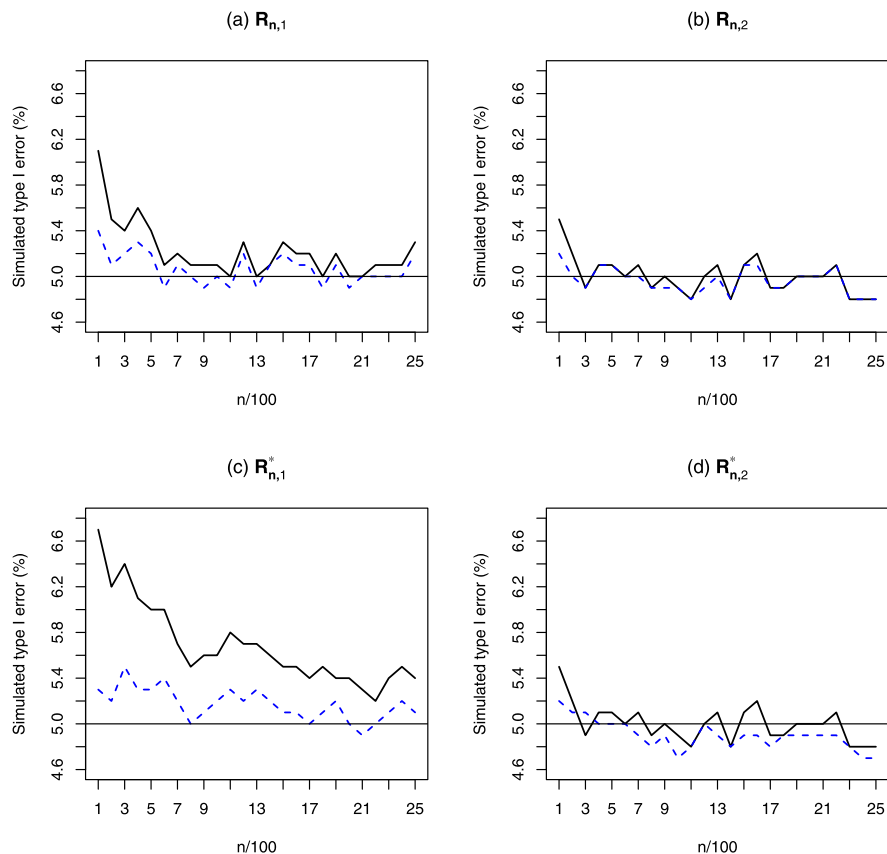 (a) Rn,1
Simulated type I error (%)
4.6 5.0 5.4 5.8 6.2 6.6
1 3 5 7 9 13 17 21 25
n/100
(b) Rn,2
Simulated type I error (%)
4.6 5.0 5.4 5.8 6.2 6.6
1 3 5 7 9 13 17 21 25
n/100
(c) R*n,1
Simulated type I error (%)
4.6 5.0 5.4 5.8 6.2 6.6
1 3 5 7 9 13 17 21 25
n/100
(d) R*n,2
Simulated type I error (%)
4.6 5.0 5.4 5.8 6.2 6.6
1 3 5 7 9 13 17 21 25
n/100